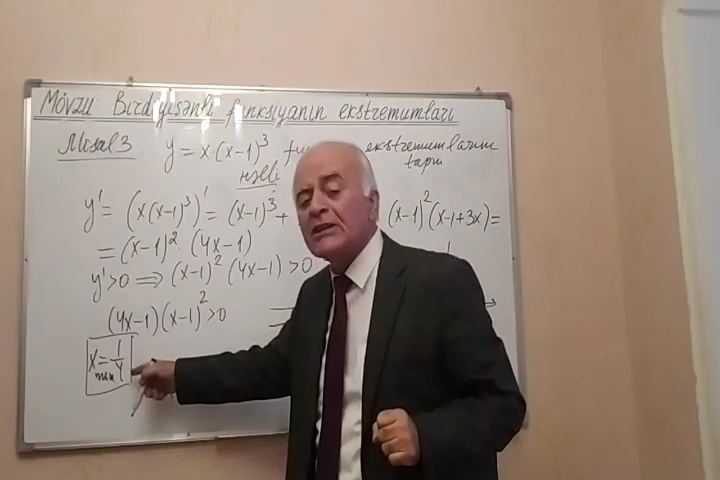 Mövzu Birdəyişənli funksiyanın ekstremumları
Misal 3 y = x(x-1)³ ekstremumlarını
tapın
həlli
y' = (x(x-1)³)' = (x-1)³ + (x-1)²(x-1+3x) =
= (x-1)² (4x-1)
y' > 0 ⇒ (x-1)² (4x-1) > 0
(4x-1)(x-1)² > 0
x min = 1/4